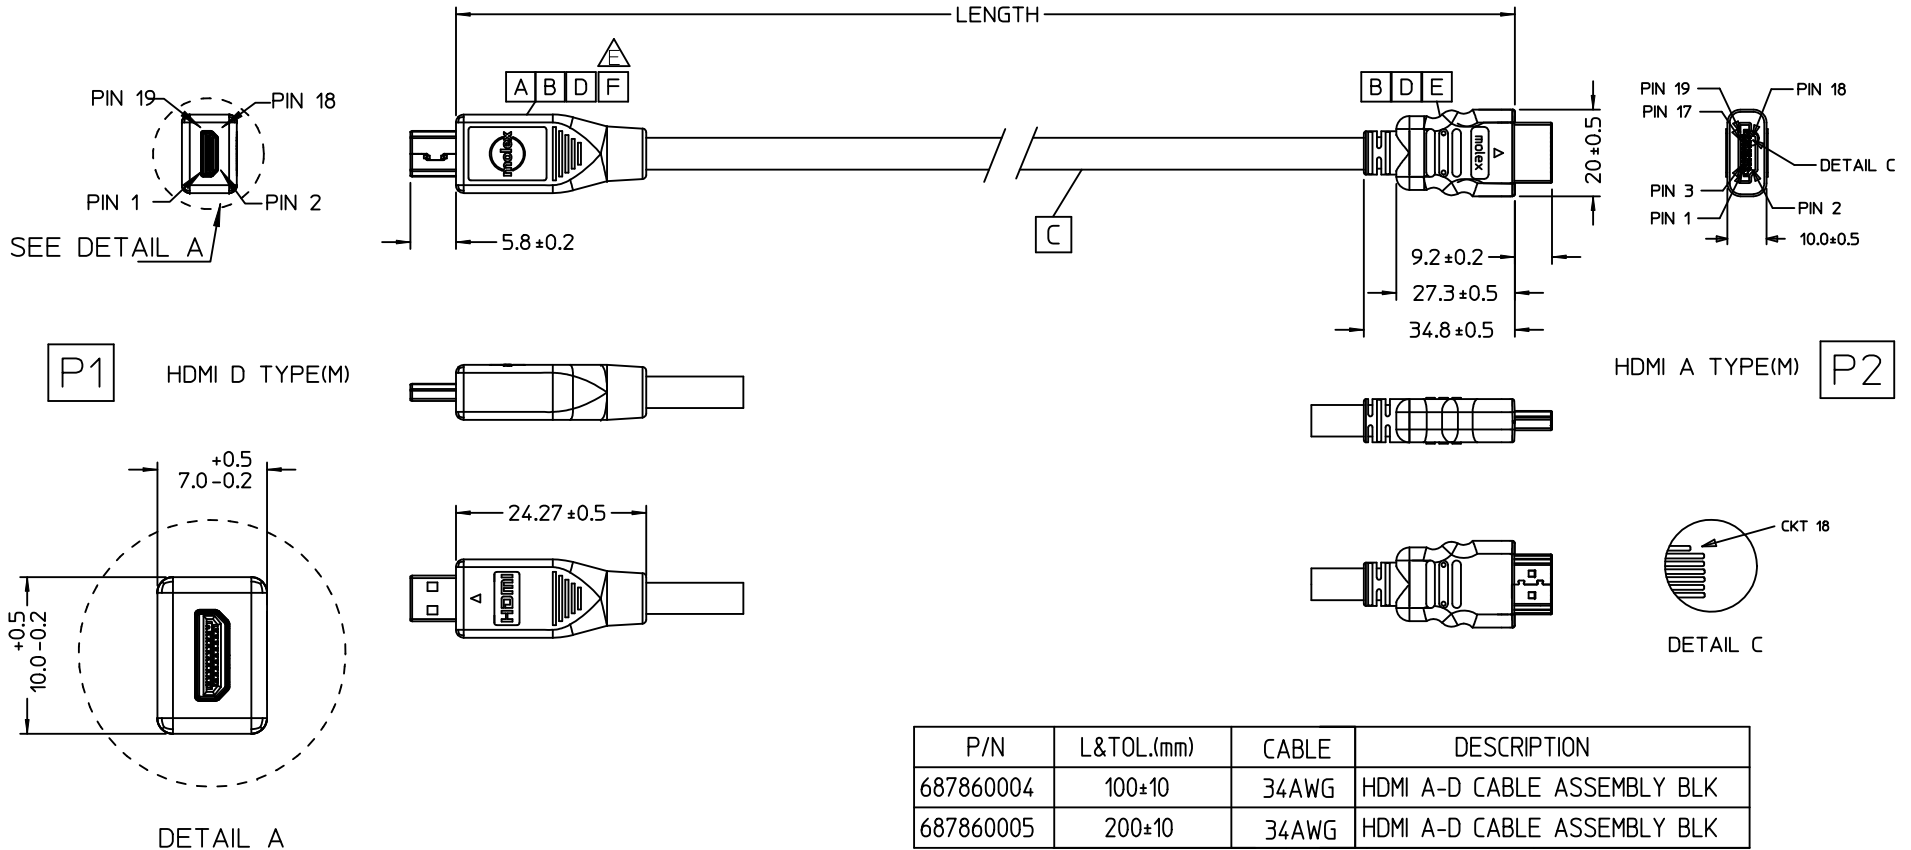 LENGTH
E
A B D F
B D E
PIN 19
PIN 18
PIN 1
PIN 2
SEE DETAIL A
molex
5.8±0.2
C
molex
20±0.5
9.2±0.2
27.3±0.5
34.8±0.5
PIN 19
PIN 18
PIN 17
DETAIL C
PIN 3
PIN 2
PIN 1
10.0±0.5
P1
HDMI D TYPE(M)
HDMI A TYPE(M)
P2
+0.5
7.0-0.2
+0.5
10.0-0.2
DETAIL A
24.27±0.5
HDMI
CKT 18
DETAIL C
P/N L&TOL.(mm) CABLE DESCRIPTION
687860004 100±10 34AWG HDMI A-D CABLE ASSEMBLY BLK
687860005 200±10 34AWG HDMI A-D CABLE ASSEMBLY BLK